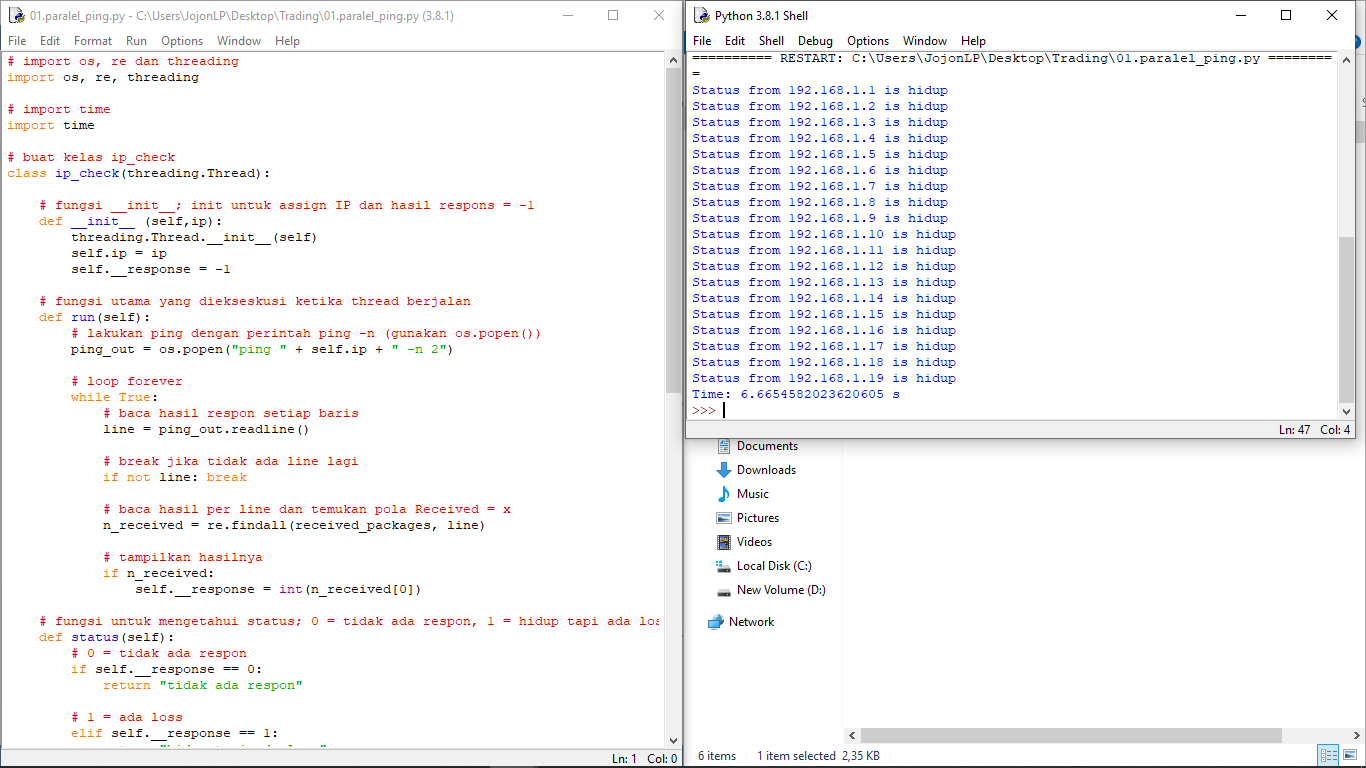 01.paralel_ping.py - C:\Users\JojonLP\Desktop\Trading\01.paralel_ping.py (3.8.1)
File Edit Format Run Options Window Help
# import os, re dan threading
import os, re, threading
# import time
import time
# buat kelas ip_check
class ip_check(threading.Thread):
# fungsi __init__; init untuk assign IP dan hasil respons = -1
def __init__ (self,ip):
threading.Thread.__init__(self)
self.ip = ip
self.__response = -1
# fungsi utama yang diekseskusi ketika thread berjalan
def run(self):
# lakukan ping dengan perintah ping -n (gunakan os.popen())
ping_out = os.popen("ping " + self.ip + " -n 2")
# loop forever
while True:
# baca hasil respon setiap baris
line = ping_out.readline()
# break jika tidak ada line lagi
if not line: break
# baca hasil per line dan temukan pola Received = x
n_received = re.findall(received_packages, line)
# tampilkan hasilnya
if n_received:
self.__response = int(n_received[0])
# fungsi untuk mengetahui status; 0 = tidak ada respon, 1 = hidup tapi ada los
def status(self):
# 0 = tidak ada respon
if self.__response == 0:
return "tidak ada respon"
# 1 = ada loss
elif self.__response == 1:
Ln: 1 Col: 0
Python 3.8.1 Shell
File Edit Shell Debug Options Window Help
========== RESTART: C:\Users\JojonLP\Desktop\Trading\01.paralel_ping.py ========
=
Status from 192.168.1.1 is hidup
Status from 192.168.1.2 is hidup
Status from 192.168.1.3 is hidup
Status from 192.168.1.4 is hidup
Status from 192.168.1.5 is hidup
Status from 192.168.1.6 is hidup
Status from 192.168.1.7 is hidup
Status from 192.168.1.8 is hidup
Status from 192.168.1.9 is hidup
Status from 192.168.1.10 is hidup
Status from 192.168.1.11 is hidup
Status from 192.168.1.12 is hidup
Status from 192.168.1.13 is hidup
Status from 192.168.1.14 is hidup
Status from 192.168.1.15 is hidup
Status from 192.168.1.16 is hidup
Status from 192.168.1.17 is hidup
Status from 192.168.1.18 is hidup
Status from 192.168.1.19 is hidup
Time: 6.6654582023620605 s
>>>
Ln: 47 Col: 4
Documents
Downloads
Music
Pictures
Videos
Local Disk (C:)
New Volume (D:)
Network
6 items 1 item selected 2,35 KB